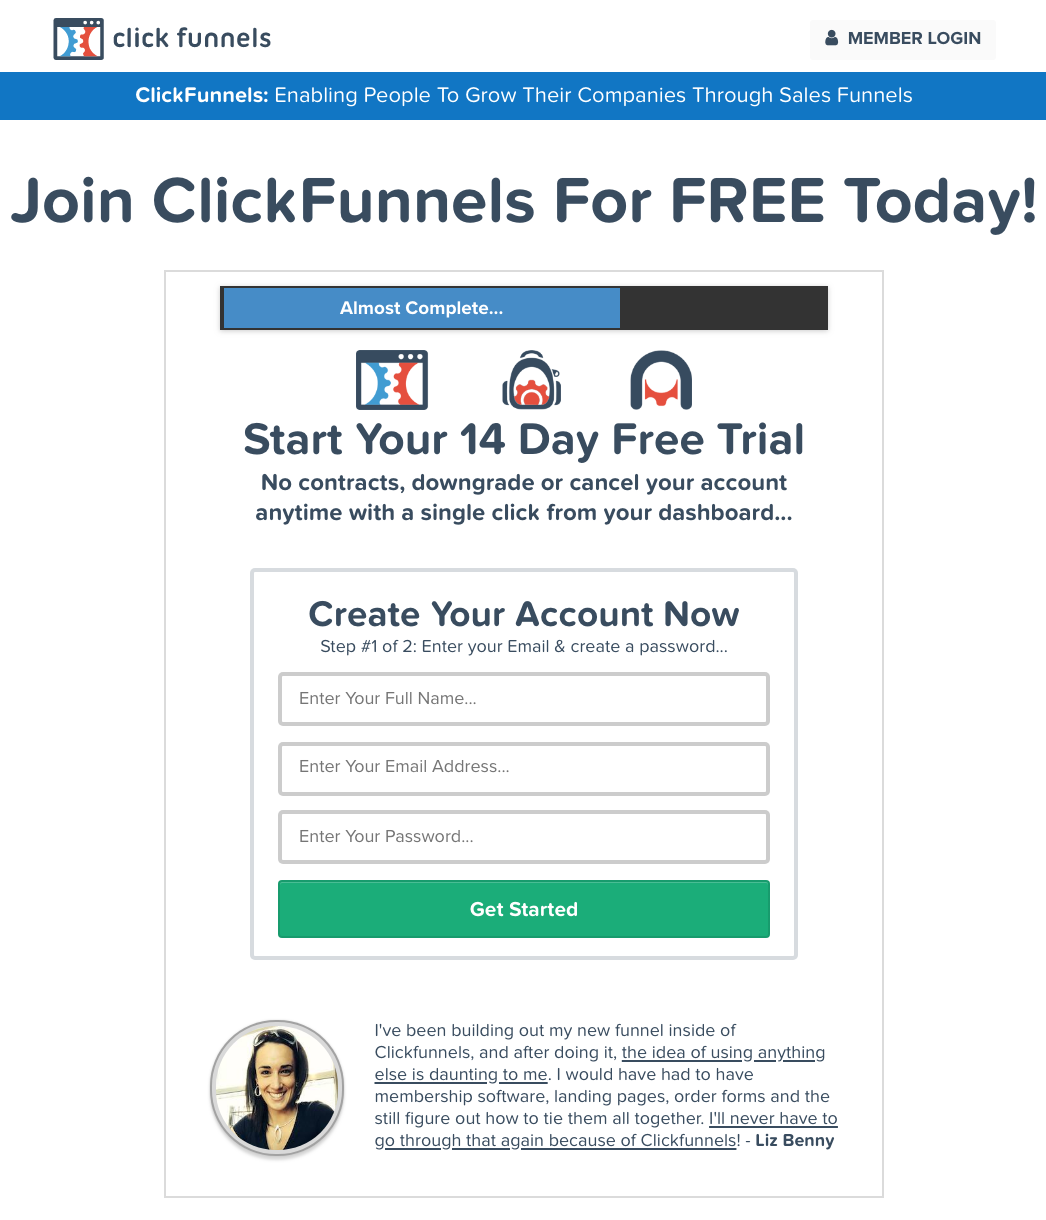 click funnels
MEMBER LOGIN
ClickFunnels: Enabling People To Grow Their Companies Through Sales Funnels
Join ClickFunnels For FREE Today!
Almost Complete...
Start Your 14 Day Free Trial
No contracts, downgrade or cancel your account
anytime with a single click from your dashboard...
Create Your Account Now
Step #1 of 2: Enter your Email & create a password...
Enter Your Full Name...
Enter Your Email Address...
Enter Your Password...
Get Started
I've been building out my new funnel inside of
Clickfunnels, and after doing it, the idea of using anything
else is daunting to me. I would have had to have
membership software, landing pages, order forms and the
still figure out how to tie them all together. I'll never have to
go through that again because of Clickfunnels! - Liz Benny